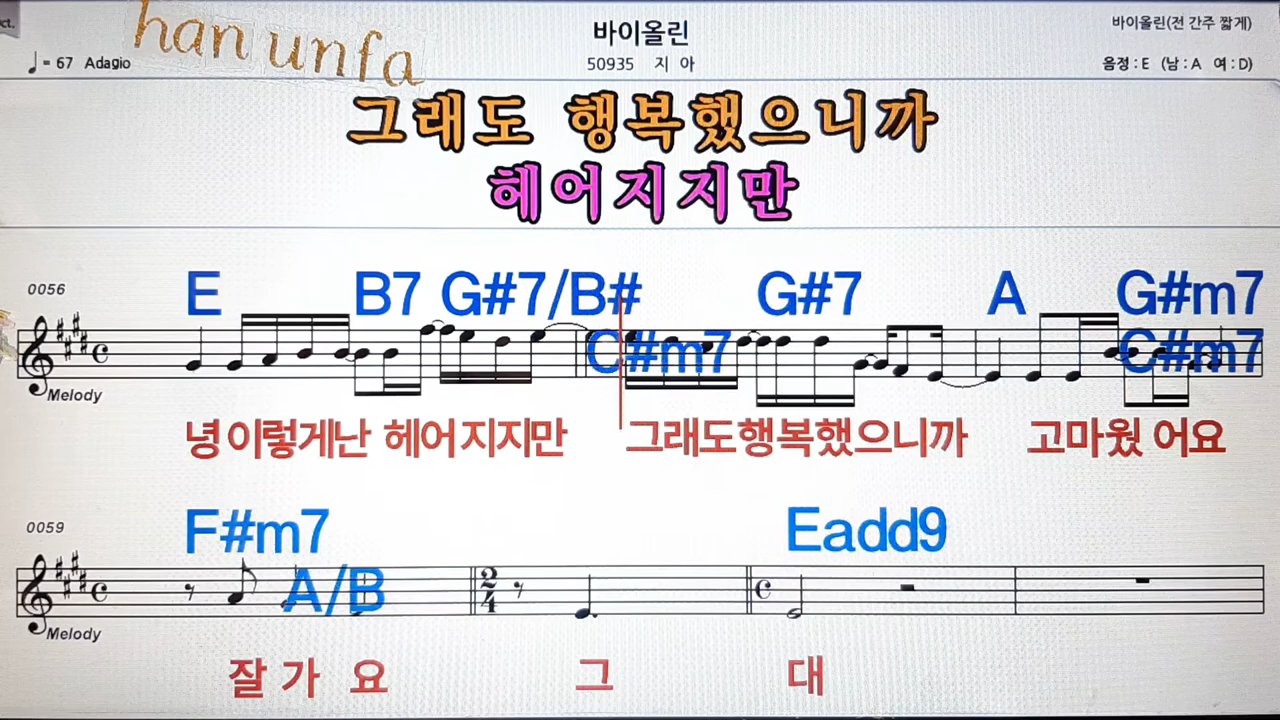 ct.
han unfa
바이올린
바이올린(전 간주 짧게)
♩= 67 Adagio
50935 지 아
음정 : E (남 : A 여 : D)
그래도 행복했으니까
헤어지지만
0056
E B7 G#7/B# G#7 A G#m7
C#m7 C#m7
Melody
녕 이렇게난 헤어지지만 그래도행복했으니까 고마웠 어요
0059
F#m7 Eadd9
A/B
Melody
잘 가 요 그 대